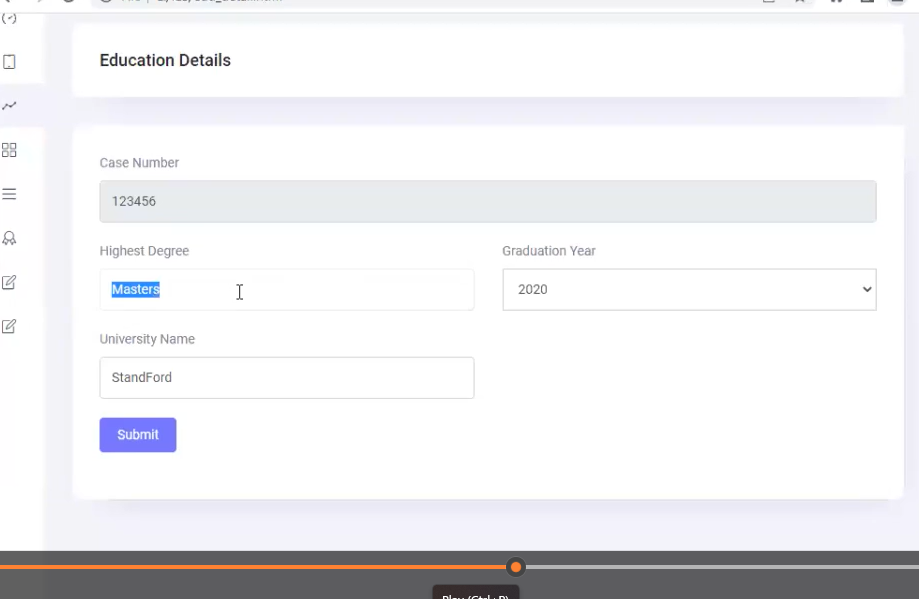 Education Details
Case Number
123456
Highest Degree
Graduation Year
Masters
2020
University Name
StandFord
Submit